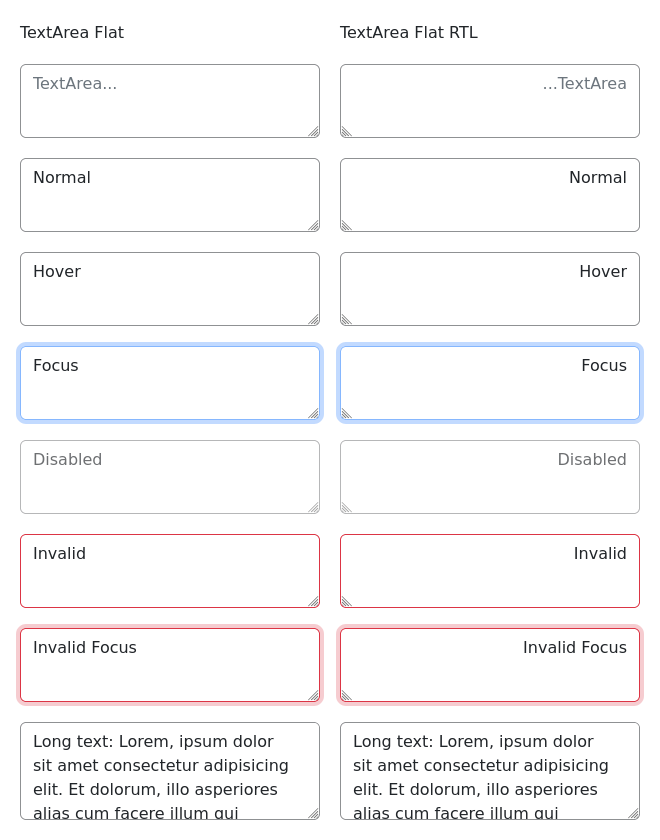 TextArea Flat
TextArea Flat RTL
TextArea...
...TextArea
Normal
Normal
Hover
Hover
Focus
Focus
Disabled
Disabled
Invalid
Invalid
Invalid Focus
Invalid Focus
Long text: Lorem, ipsum dolor
sit amet consectetur adipisicing
elit. Et dolorum, illo asperiores
alias cum facere illum qui
Long text: Lorem, ipsum dolor
sit amet consectetur adipisicing
elit. Et dolorum, illo asperiores
alias cum facere illum qui